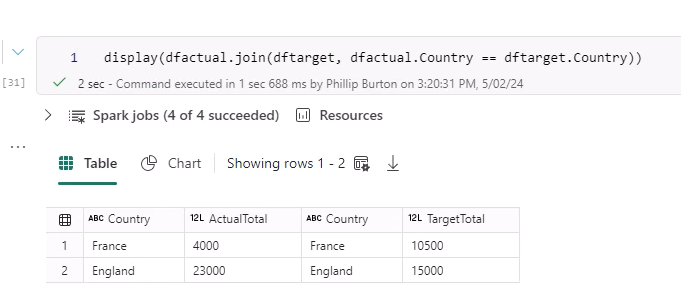 1 display(dfactual.join(dftarget, dfactual.Country == dftarget.Country))
[31] 2 sec - Command executed in 1 sec 688 ms by Phillip Burton on 3:20:31 PM, 5/02/24
Spark jobs (4 of 4 succeeded) Resources
Table Chart Showing rows 1 - 2
ABC Country 12L ActualTotal ABC Country 12L TargetTotal
1 France 4000 France 10500
2 England 23000 England 15000